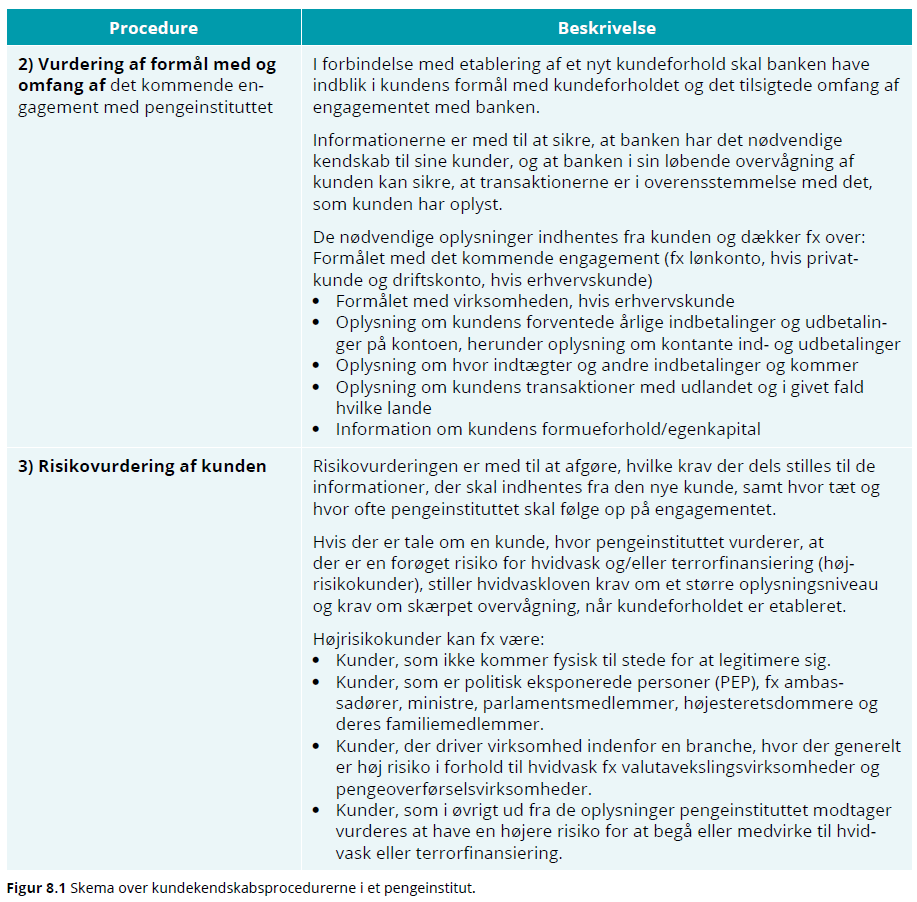 Procedure
Beskrivelse
2) Vurdering af formål med og
omfang af det kommende en-
gagement med pengeinstituttet
I forbindelse med etablering af et nyt kundeforhold skal banken have
indblik i kundens formål med kundeforholdet og det tilsigtede omfang af
engagementet med banken.
Informationerne er med til at sikre, at banken har det nødvendige
kendskab til sine kunder, og at banken i sin løbende overvågning af
kunden kan sikre, at transaktionerne er i overensstemmelse med det,
som kunden har oplyst.
De nødvendige oplysninger indhentes fra kunden og dækker fx over:
Formålet med det kommende engagement (fx lønkonto, hvis privat-
kunde og driftskonto, hvis erhvervskunde)
• Formålet med virksomheden, hvis erhvervskunde
• Oplysning om kundens forventede årlige indbetalinger og udbetalin-
ger på kontoen, herunder oplysning om kontante ind- og udbetalinger
• Oplysning om hvor indtægter og andre indbetalinger og kommer
• Oplysning om kundens transaktioner med udlandet og i givet fald
hvilke lande
• Information om kundens formueforhold/egenkapital
3) Risikovurdering af kunden
Risikovurderingen er med til at afgøre, hvilke krav der dels stilles til de
informationer, der skal indhentes fra den nye kunde, samt hvor tæt og
hvor ofte pengeinstituttet skal følge op på engagementet.
Hvis der er tale om en kunde, hvor pengeinstituttet vurderer, at
der er en forøget risiko for hvidvask og/eller terrorfinansiering (høj-
risikokunder), stiller hvidvaskloven krav om et større oplysningsniveau
og krav om skærpet overvågning, når kundeforholdet er etableret.
Højrisikokunder kan fx være:
• Kunder, som ikke kommer fysisk til stede for at legitimere sig.
• Kunder, som er politisk eksponerede personer (PEP), fx ambas-
sadører, ministre, parlamentsmedlemmer, højesteretsdommere og
deres familiemedlemmer.
• Kunder, der driver virksomhed indenfor en branche, hvor der generelt
er høj risiko i forhold til hvidvask fx valutavekslingsvirksomheder og
pengeoverførselsvirksomheder.
• Kunder, som i øvrigt ud fra de oplysninger pengeinstituttet modtager
vurderes at have en højere risiko for at begå eller medvirke til hvid-
vask eller terrorfinansiering.
Figur 8.1 Skema over kundekendskabsprocedurerne i et pengeinstitut.